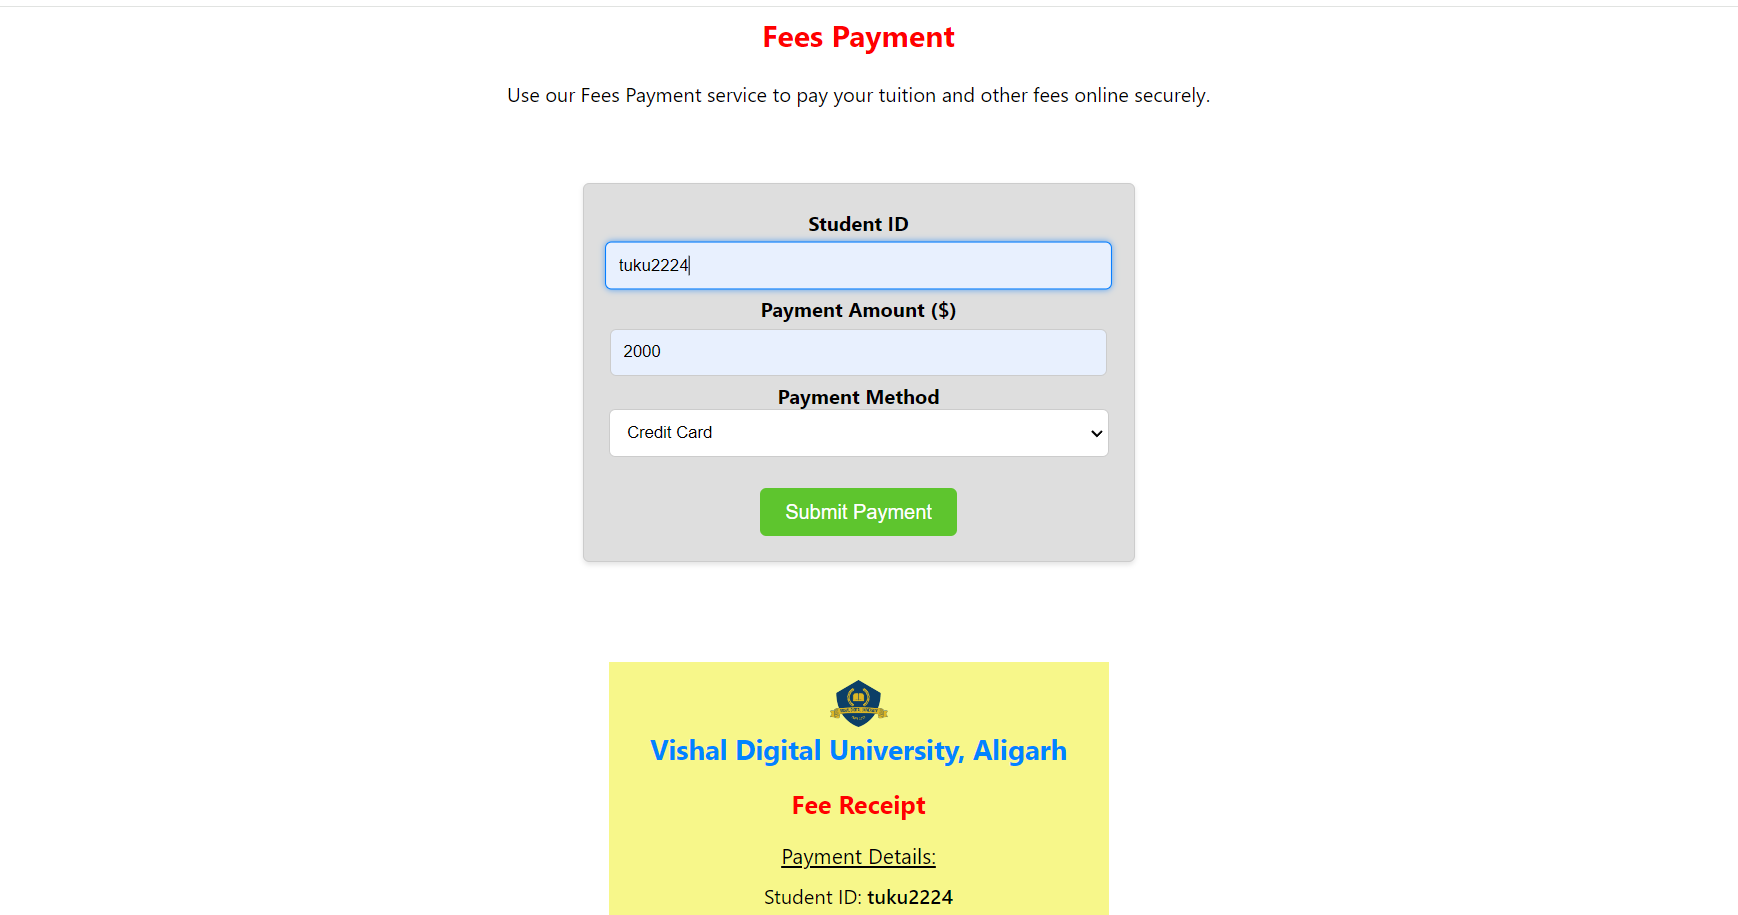 Fees Payment
Use our Fees Payment service to pay your tuition and other fees online securely.
Student ID
tuku2224
Payment Amount ($)
2000
Payment Method
Credit Card
Submit Payment
Vishal Digital University, Aligarh
Fee Receipt
Payment Details:
Student ID: tuku2224